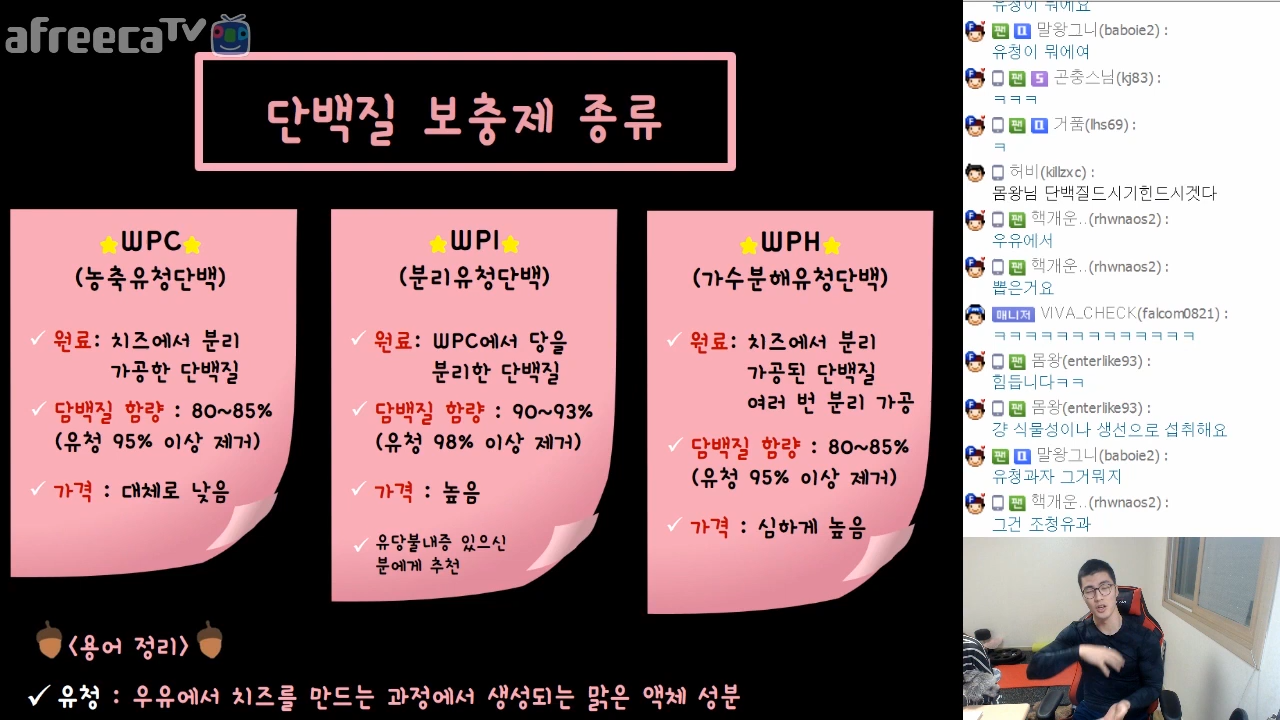 afreecaTV
단백질 보충제 종류
WPC
(농축유청단백)
원료: 치즈에서 분리
가공한 단백질
담백질 함량 : 80~85%
(유청 95% 이상 제거)
가격 : 대체로 낮음
WPI
(분리유청단백)
원료: WPC에서 당을
분리한 단백질
담백질 함량 : 90~93%
(유청 98% 이상 제거)
가격 : 높음
유당불내증 있으신
분에게 추천
WPH
(가수분해유청단백)
원료: 치즈에서 분리
가공된 단백질
여러 번 분리 가공
담백질 함량 : 80~85%
(유청 95% 이상 제거)
가격 : 심하게 높음
<용어 정리>
유청 : 우유에서 치즈를 만드는 과정에서 생성되는 맑은 액체 성분
유청이 뭐에요
팬 말왕그니(baboie2) :
유청이 뭐에여
팬 S 곤충스님(kj83) :
ㅋㅋㅋ
팬 거품(lhs69) :
ㅋ
허비(killzxc) :
몸왕님 단백질드시기힌드시겟다
팬 핵개운..(rhwnaos2) :
우유에서
팬 핵개운..(rhwnaos2) :
뽑은거요
매니저 VIVA_CHECK(falcom0821) :
ㅋㅋㅋㅋㅋㅋㅋㅋㅋㅋㅋㅋㅋ
팬 몸왕(enterlike93) :
힘듭니다ㅋㅋ
팬 몸왕(enterlike93) :
걍 식물성이나 생선으로 섭취해요
팬 말왕그니(baboie2) :
유청과자 그거뭐지
팬 핵개운..(rhwnaos2) :
그건 조청유과